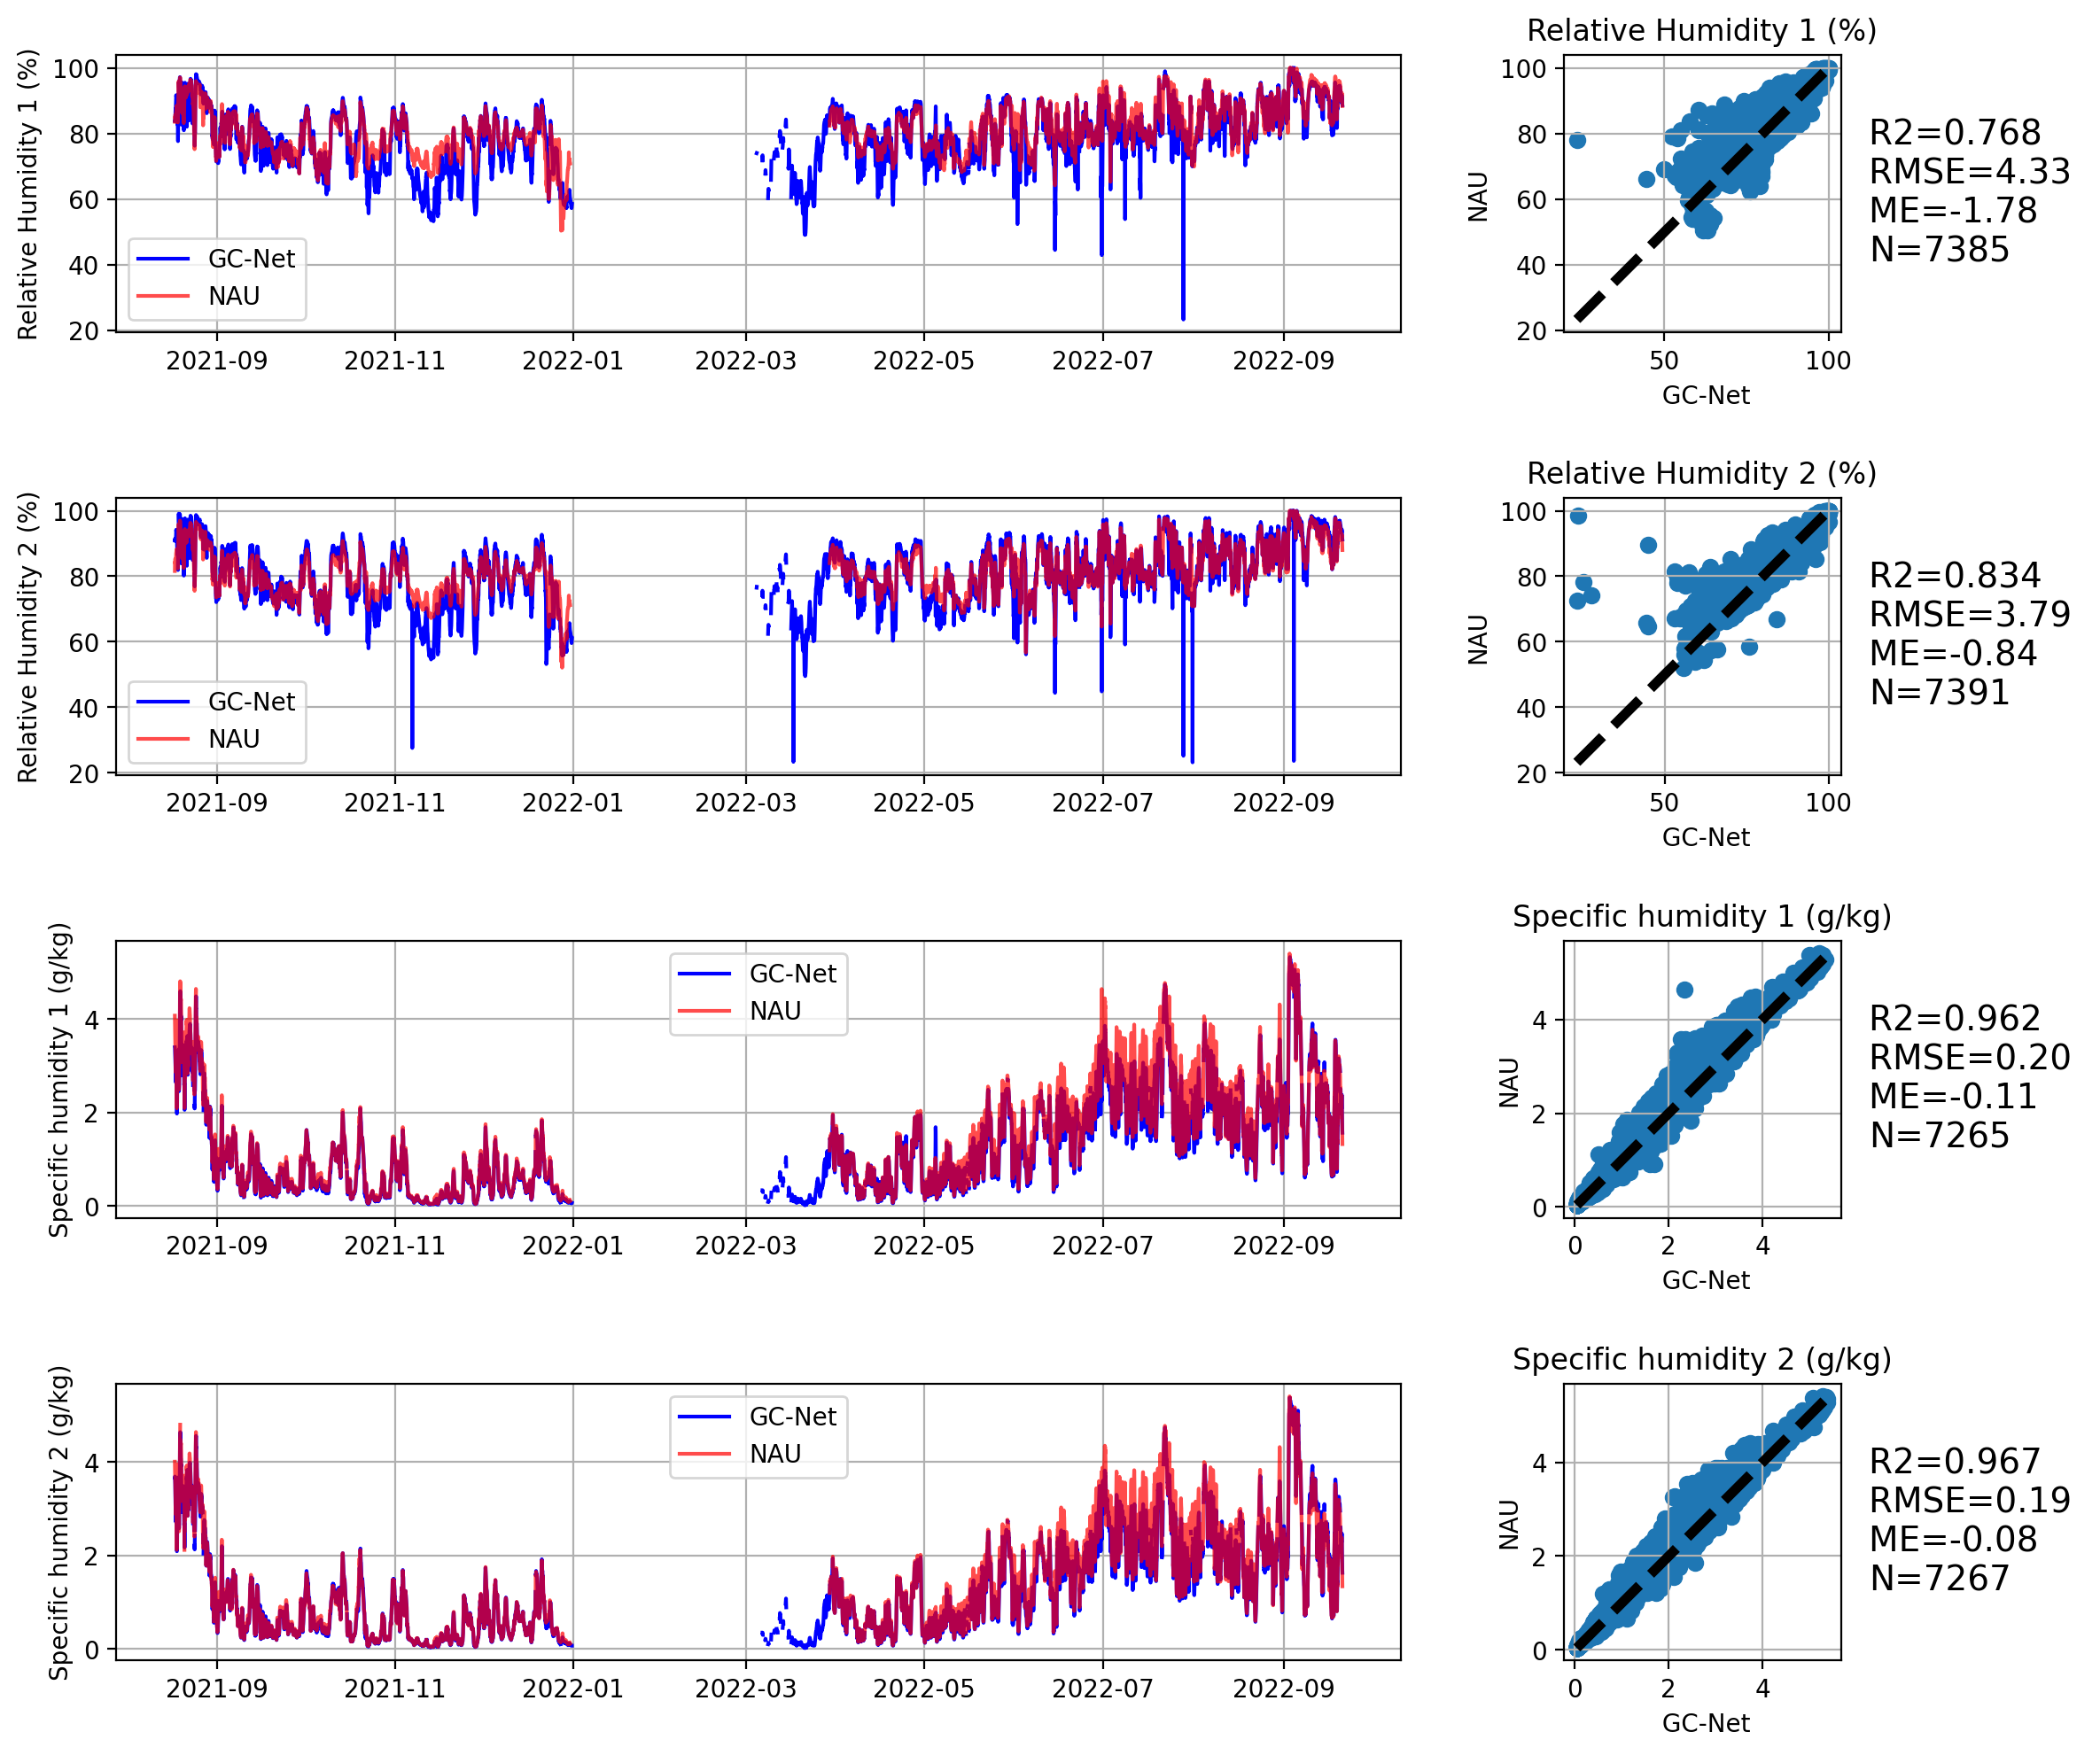 Relative Humidity 1 (%)
100
80
60
40
20
GC-Net
NAU
2021-09
2021-11
2022-01
2022-03
2022-05
2022-07
2022-09
Relative Humidity 1 (%)
NAU
100
80
60
40
20
50
100
GC-Net
R2=0.768
RMSE=4.33
ME=-1.78
N=7385
Relative Humidity 2 (%)
100
80
60
40
20
GC-Net
NAU
2021-09
2021-11
2022-01
2022-03
2022-05
2022-07
2022-09
Relative Humidity 2 (%)
NAU
100
80
60
40
20
50
100
GC-Net
R2=0.834
RMSE=3.79
ME=-0.84
N=7391
Specific humidity 1 (g/kg)
4
2
0
GC-Net
NAU
2021-09
2021-11
2022-01
2022-03
2022-05
2022-07
2022-09
Specific humidity 1 (g/kg)
NAU
4
2
0
0
2
4
GC-Net
R2=0.962
RMSE=0.20
ME=-0.11
N=7265
Specific humidity 2 (g/kg)
4
2
0
GC-Net
NAU
2021-09
2021-11
2022-01
2022-03
2022-05
2022-07
2022-09
Specific humidity 2 (g/kg)
NAU
4
2
0
0
2
4
GC-Net
R2=0.967
RMSE=0.19
ME=-0.08
N=7267